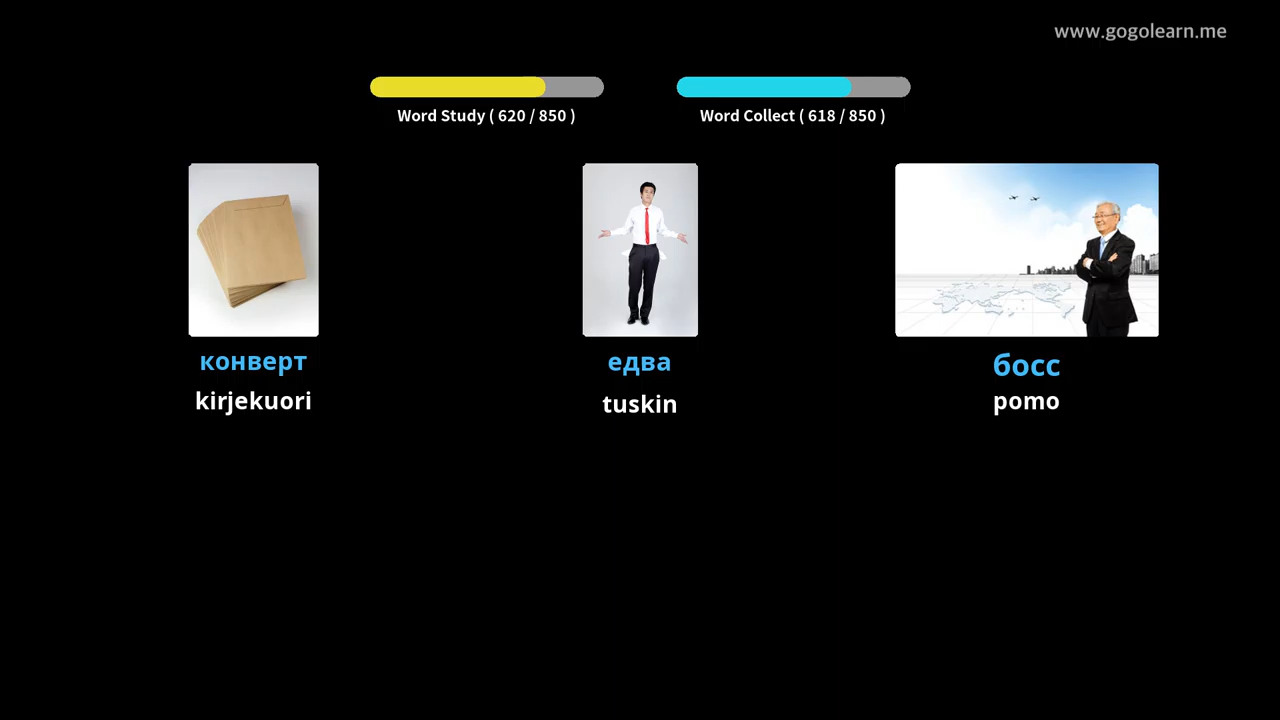 www.gogolearn.me
Word Study ( 620 / 850 )
Word Collect ( 618 / 850 )
конверт
едва
босс
kirjekuori
tuskin
pomo